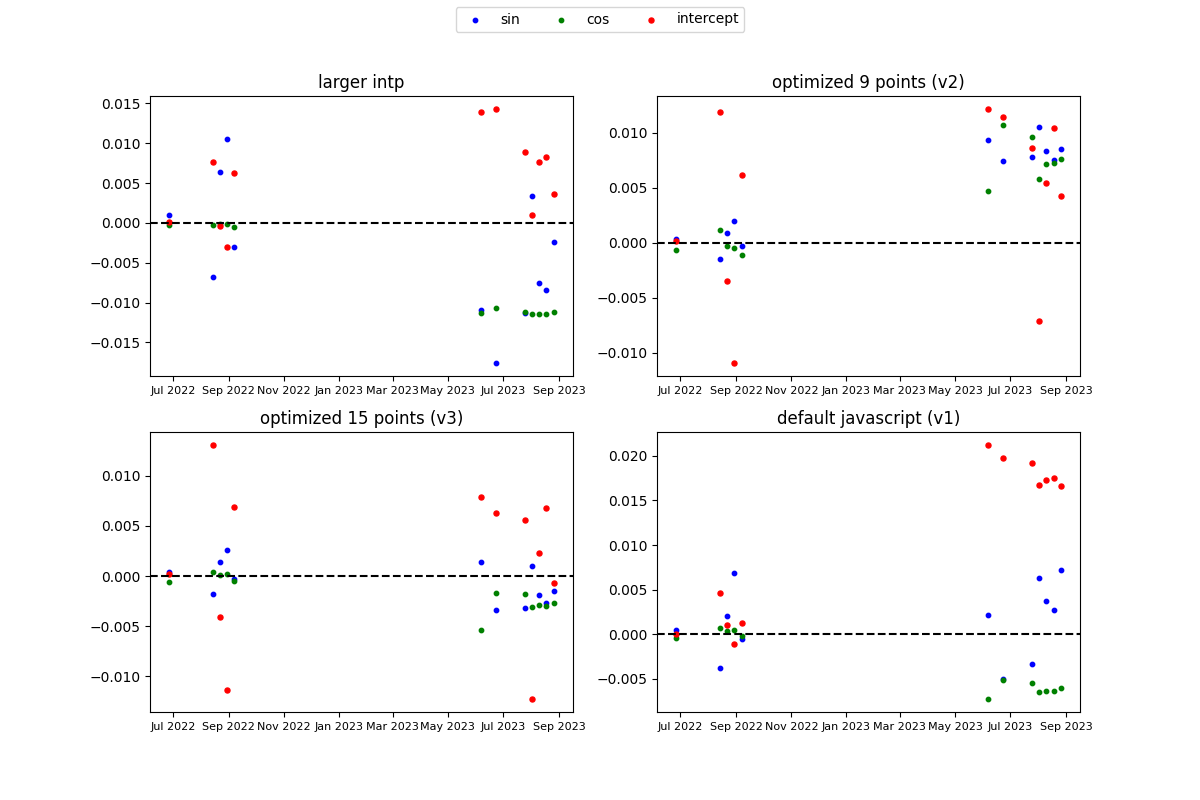 sin cos intercept
larger intp
0.015
0.010
0.005
0.000
−0.005
−0.010
−0.015
Jul 2022 Sep 2022 Nov 2022 Jan 2023 Mar 2023 May 2023 Jul 2023 Sep 2023
optimized 9 points (v2)
0.010
0.005
0.000
−0.005
−0.010
Jul 2022 Sep 2022 Nov 2022 Jan 2023 Mar 2023 May 2023 Jul 2023 Sep 2023
optimized 15 points (v3)
0.010
0.005
0.000
−0.005
−0.010
Jul 2022 Sep 2022 Nov 2022 Jan 2023 Mar 2023 May 2023 Jul 2023 Sep 2023
default javascript (v1)
0.020
0.015
0.010
0.005
0.000
−0.005
Jul 2022 Sep 2022 Nov 2022 Jan 2023 Mar 2023 May 2023 Jul 2023 Sep 2023